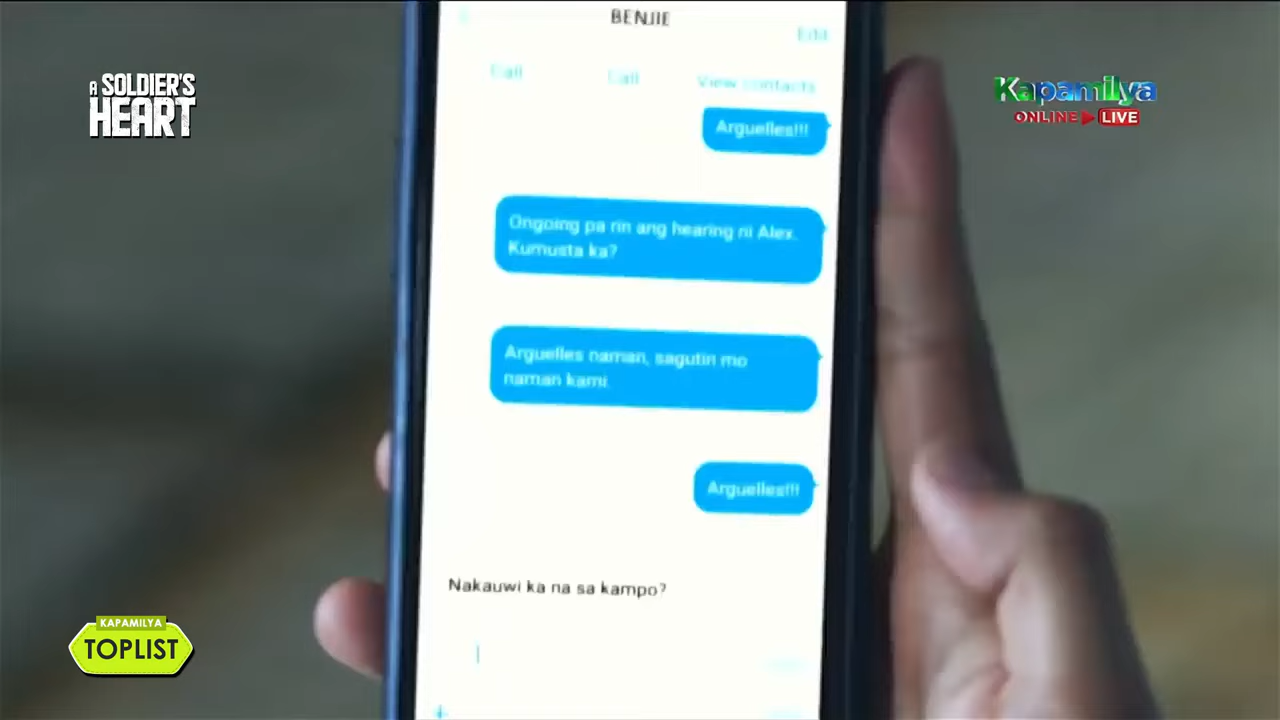 BENJIE
Edit
Call
Call
View contacts
A SOLDIER'S
HEART
Kapamilya
ONLINE LIVE
Arguelles!!!
Ongoing pa rin ang hearing ni Alex.
Kumusta ka?
Arguelles naman, sagutin mo
naman kami.
Arguelles!!!
Nakauwi ka na sa kampo?
KAPAMILYA
TOPLIST